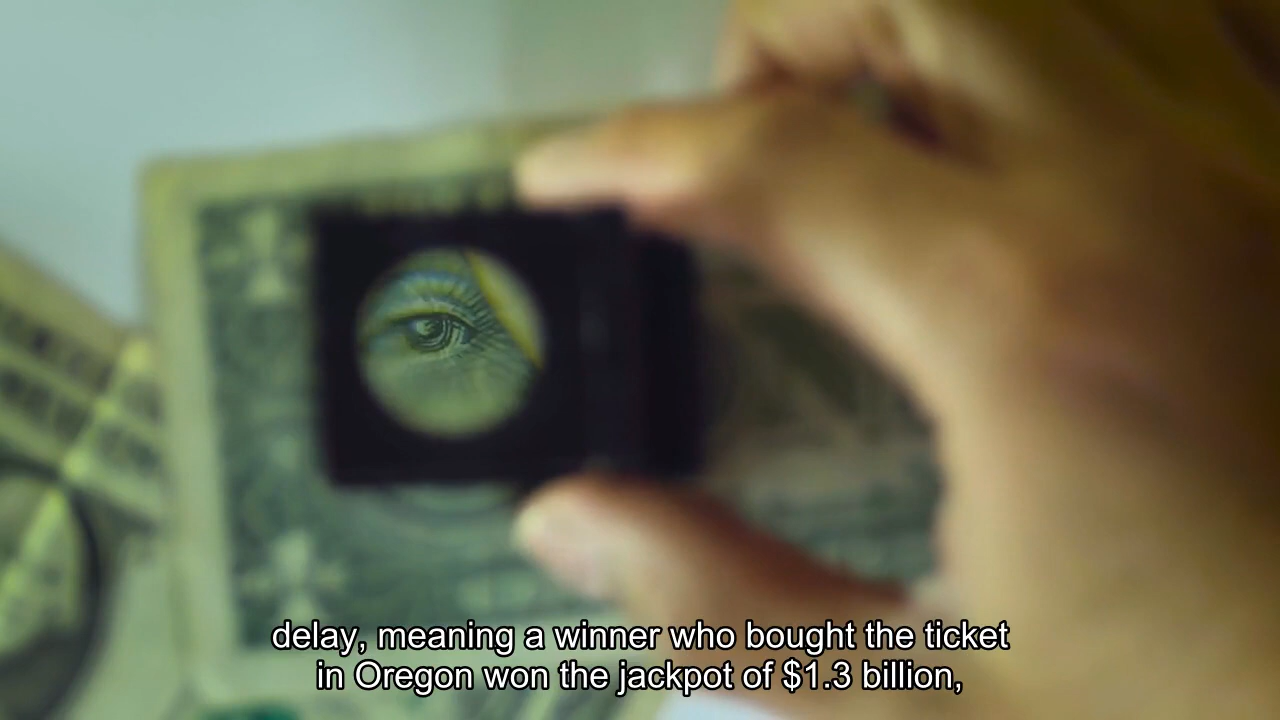 delay, meaning a winner who bought the ticket
in Oregon won the jackpot of $1.3 billion,